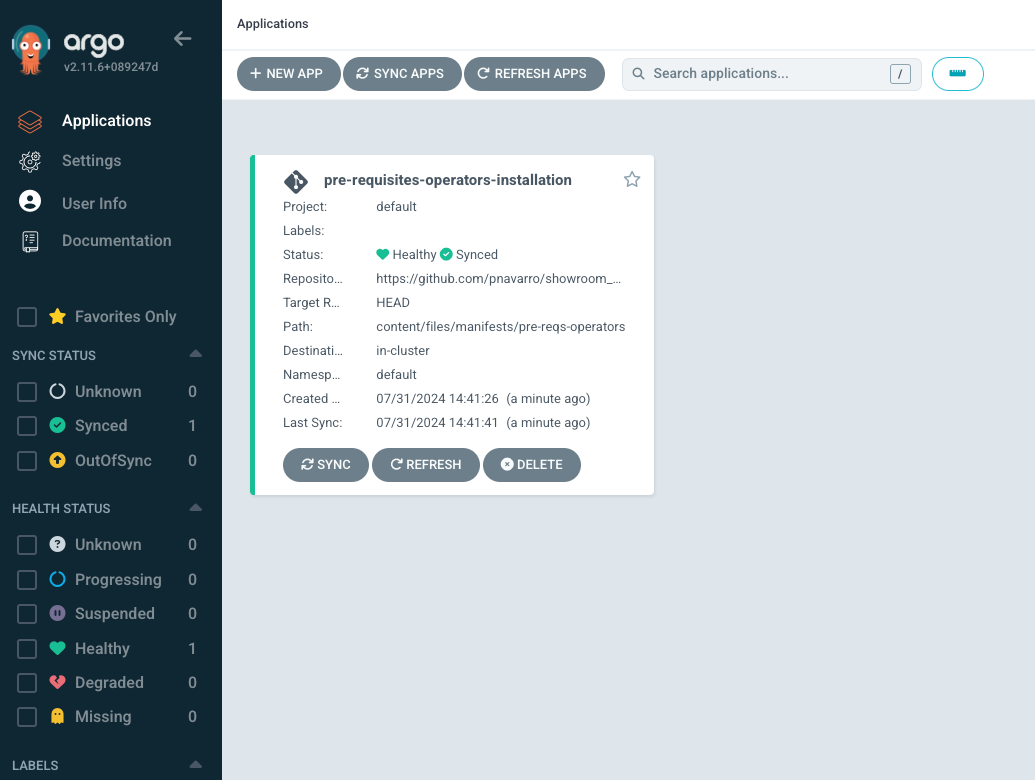 argo
v2.11.6+089247d
Applications
Settings
User Info
Documentation
Favorites Only
SYNC STATUS
Unknown 0
Synced 1
OutOfSync 0
HEALTH STATUS
Unknown 0
Progressing 0
Suspended 0
Healthy 1
Degraded 0
Missing 0
LABELS
Applications
NEW APP SYNC APPS REFRESH APPS Search applications... /
pre-requisites-operators-installation
Project: default
Labels:
Status: Healthy Synced
Reposito... https://github.com/pnavarro/showroom_...
Target R... HEAD
Path: content/files/manifests/pre-reqs-operators
Destinati... in-cluster
Namesp... default
Created ... 07/31/2024 14:41:26 (a minute ago)
Last Sync: 07/31/2024 14:41:41 (a minute ago)
SYNC REFRESH DELETE